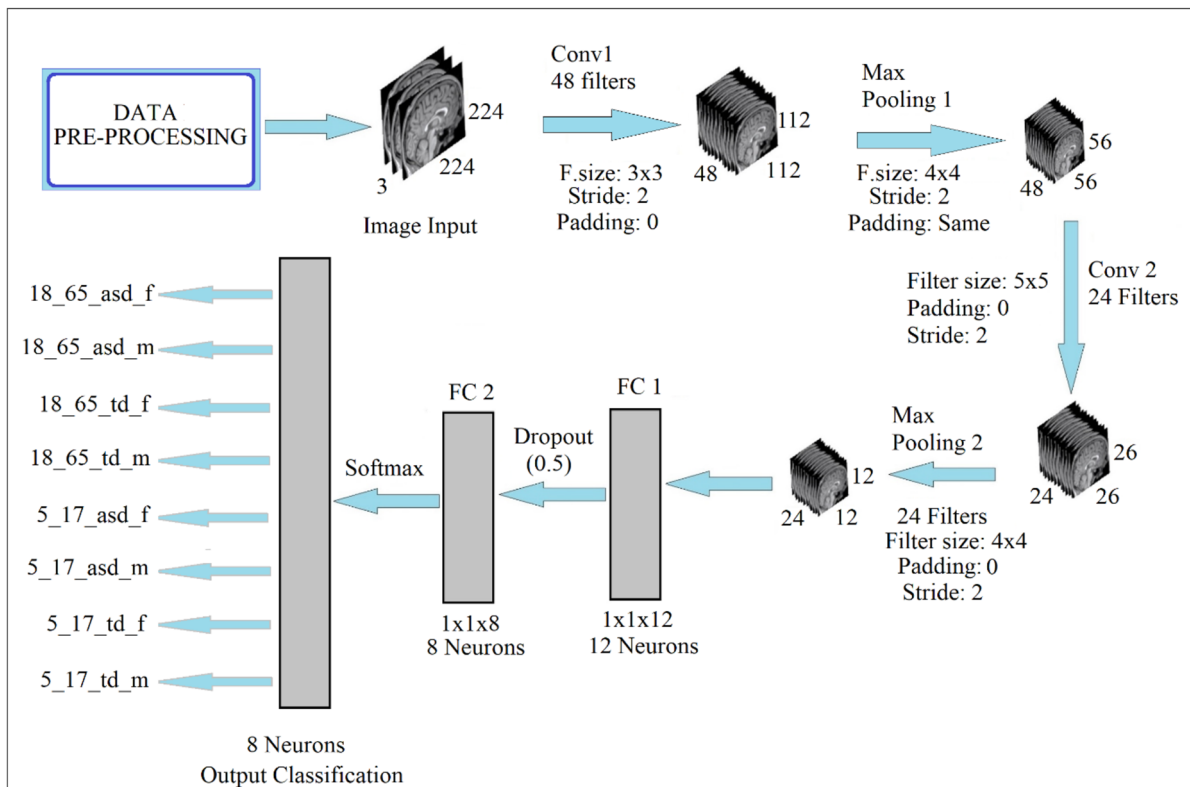 DATA
PRE-PROCESSING
224
224
3
Image Input
Conv1
48 filters
F.size: 3x3
Stride: 2
Padding: 0
112
112
48
Max
Pooling 1
F.size: 4x4
Stride: 2
Padding: Same
56
56
48
Conv 2
24 Filters
Filter size: 5x5
Padding: 0
Stride: 2
26
26
24
Max
Pooling 2
24 Filters
Filter size: 4x4
Padding: 0
Stride: 2
12
12
24
FC 1
1x1x12
12 Neurons
Dropout
(0.5)
FC 2
1x1x8
8 Neurons
Softmax
18_65_asd_f
18_65_asd_m
18_65_td_f
18_65_td_m
5_17_asd_f
5_17_asd_m
5_17_td_f
5_17_td_m
8 Neurons
Output Classification